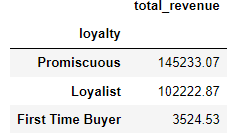 total_revenue
loyalty
Promiscuous 145233.07
Loyalist 102222.87
First Time Buyer 3524.53